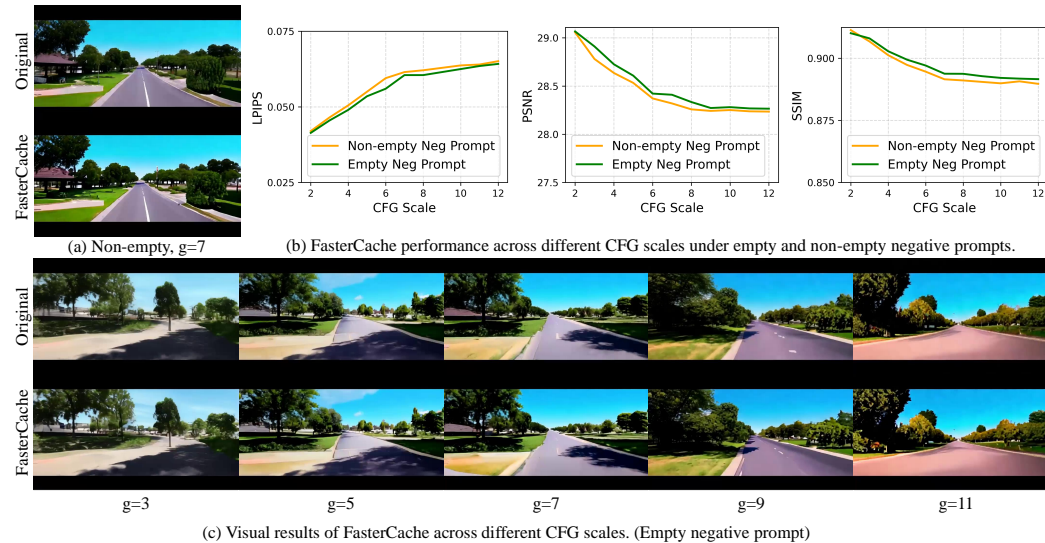 Original
FasterCache
(a) Non-empty, g=7
0.075
0.050
0.025
LPIPS
Non-empty Neg Prompt
Empty Neg Prompt
2 4 6 8 10 12
CFG Scale
29.0
28.5
28.0
27.5
PSNR
Non-empty Neg Prompt
Empty Neg Prompt
2 4 6 8 10 12
CFG Scale
0.900
0.875
0.850
SSIM
Non-empty Neg Prompt
Empty Neg Prompt
2 4 6 8 10 12
CFG Scale
(b) FasterCache performance across different CFG scales under empty and non-empty negative prompts.
Original
FasterCache
g=3 g=5 g=7 g=9 g=11
(c) Visual results of FasterCache across different CFG scales. (Empty negative prompt)